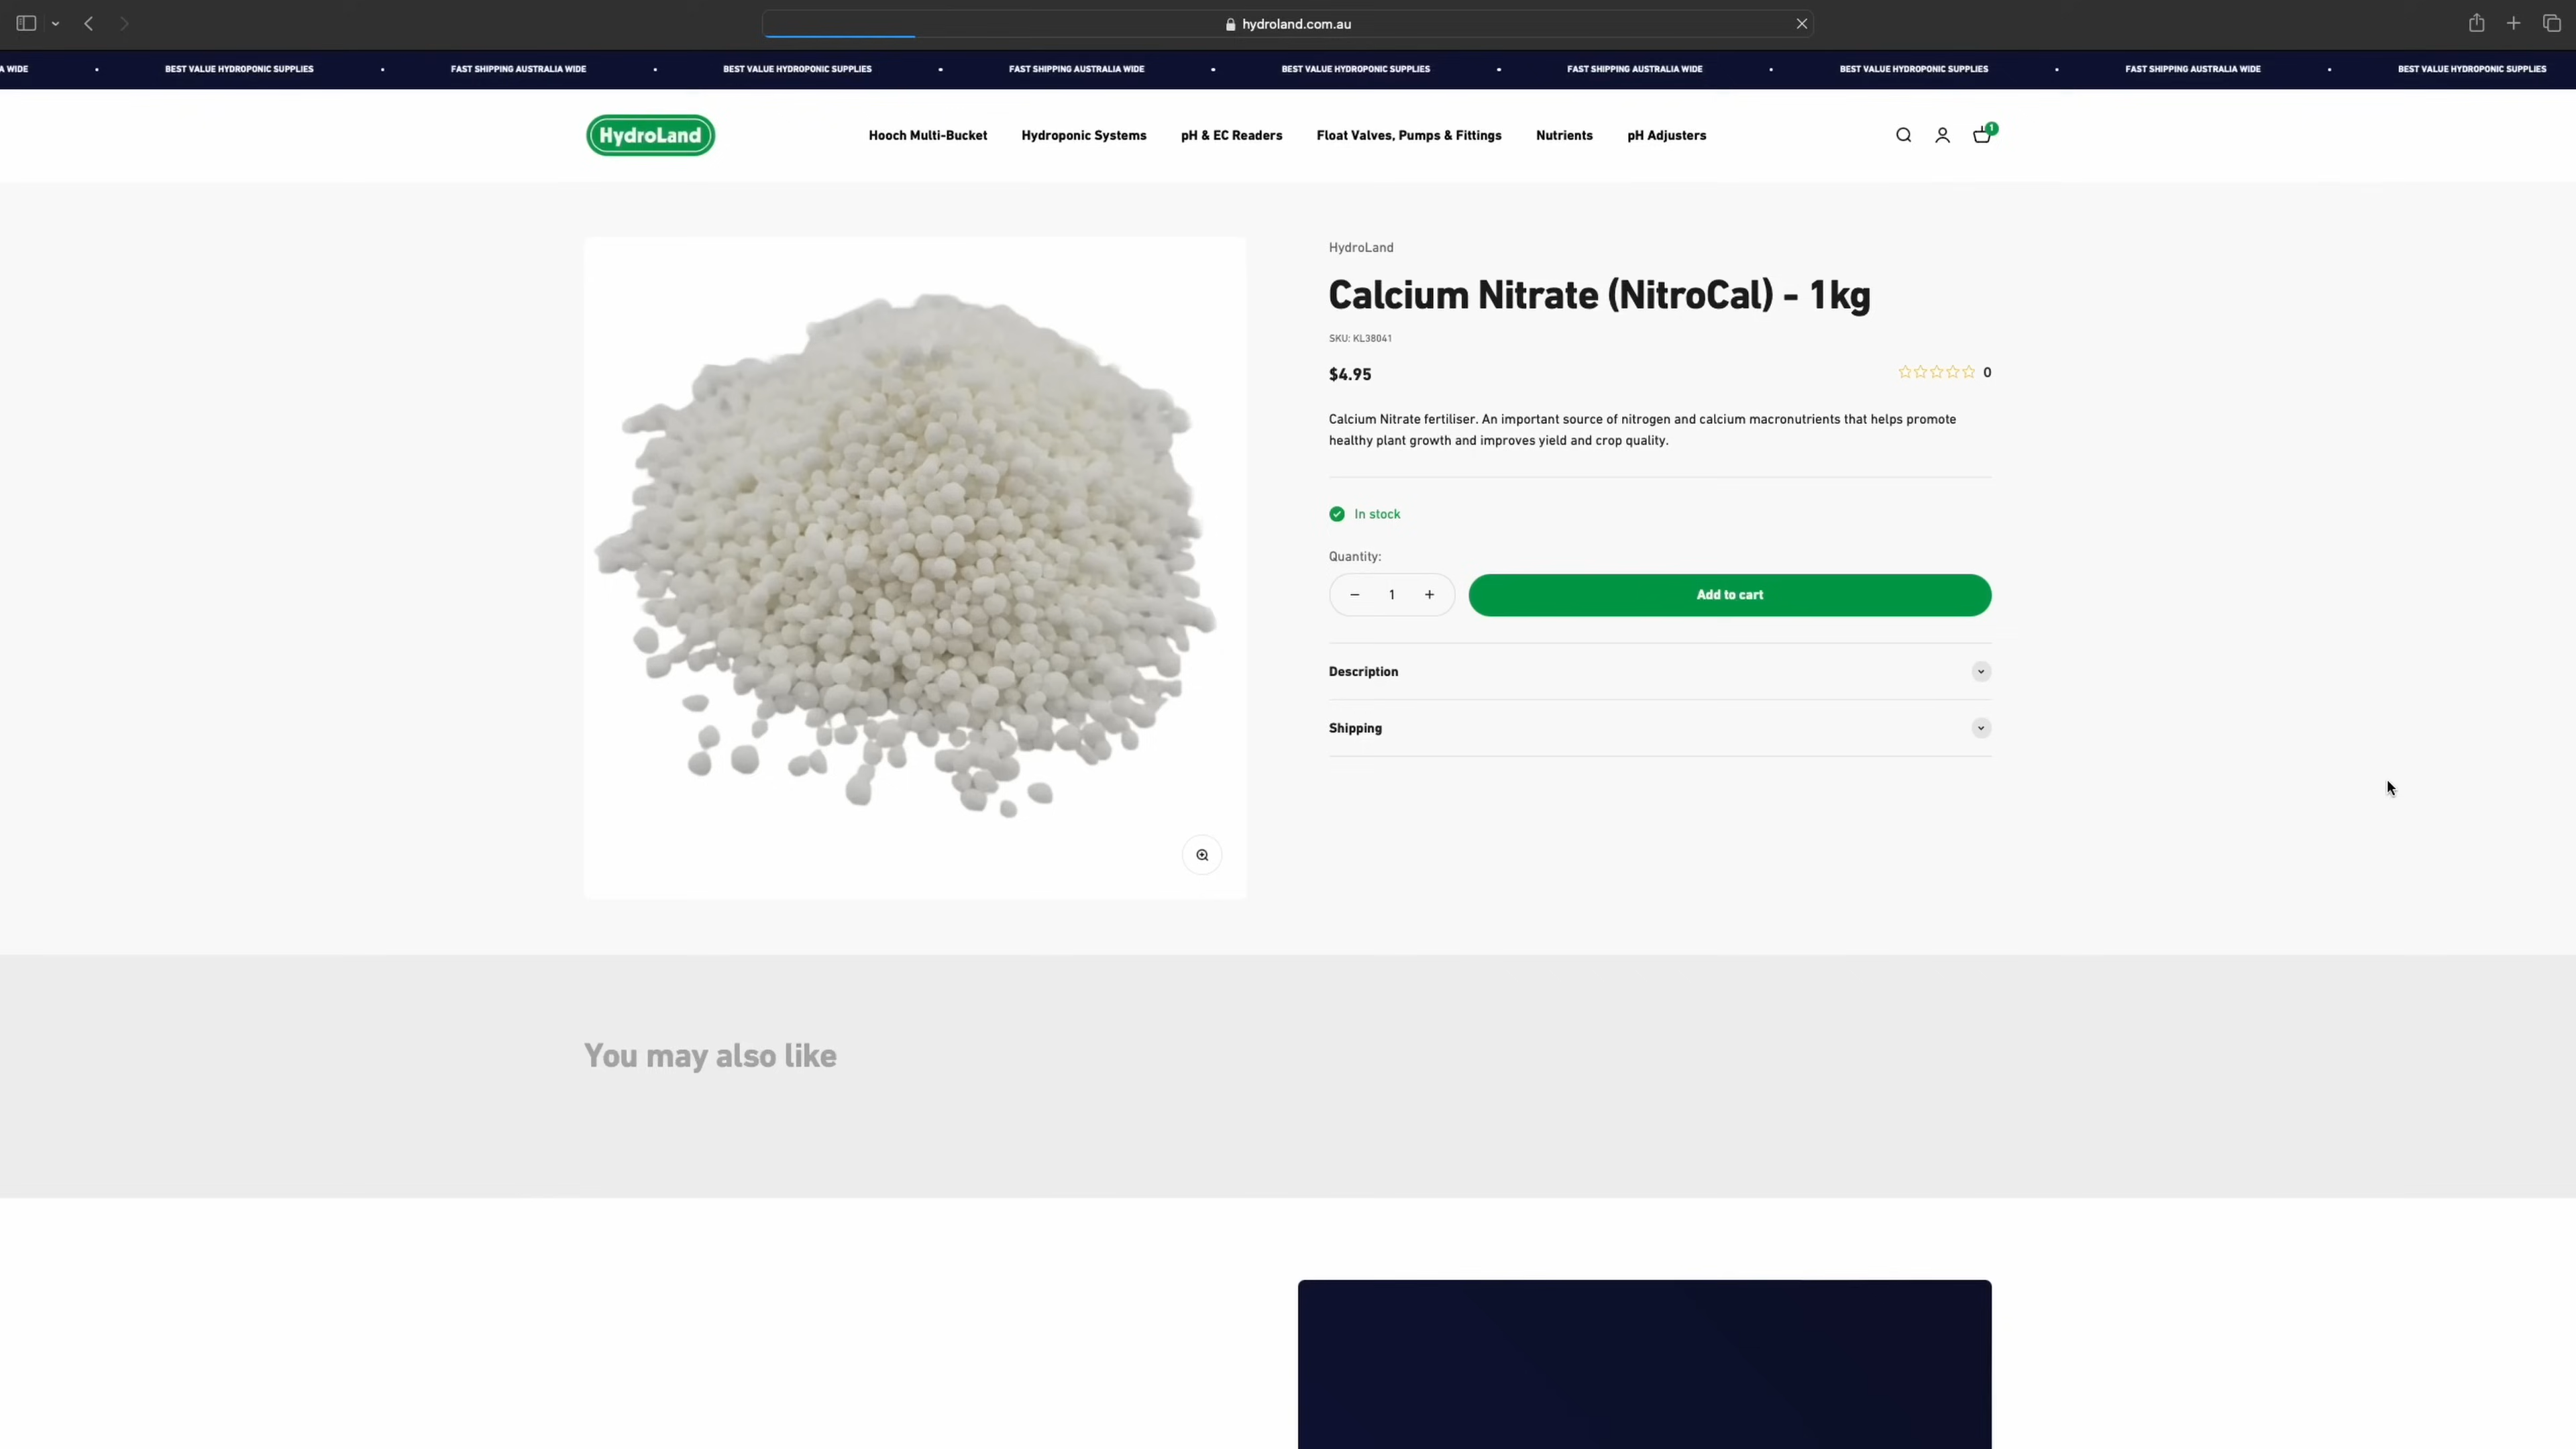 hydroland.com.au
A WIDE • BEST VALUE HYDROPONIC SUPPLIES • FAST SHIPPING AUSTRALIA WIDE • BEST VALUE HYDROPONIC SUPPLIES • FAST SHIPPING AUSTRALIA WIDE • BEST VALUE HYDROPONIC SUPPLIES • FAST SHIPPING AUSTRALIA WIDE • BEST VALUE HYDROPONIC SUPPLIES • FAST SHIPPING AUSTRALIA WIDE • BEST VALUE HYDROPONIC SUPPLIES
HydroLand Hooch Multi-Bucket Hydroponic Systems pH & EC Readers Float Valves, Pumps & Fittings Nutrients pH Adjusters 1
HydroLand
Calcium Nitrate (NitroCal) - 1kg
SKU: KL38041
$4.95 0
Calcium Nitrate fertiliser. An important source of nitrogen and calcium macronutrients that helps promote
healthy plant growth and improves yield and crop quality.
In stock
Quantity:
− 1 + Add to cart
Description
Shipping
You may also like